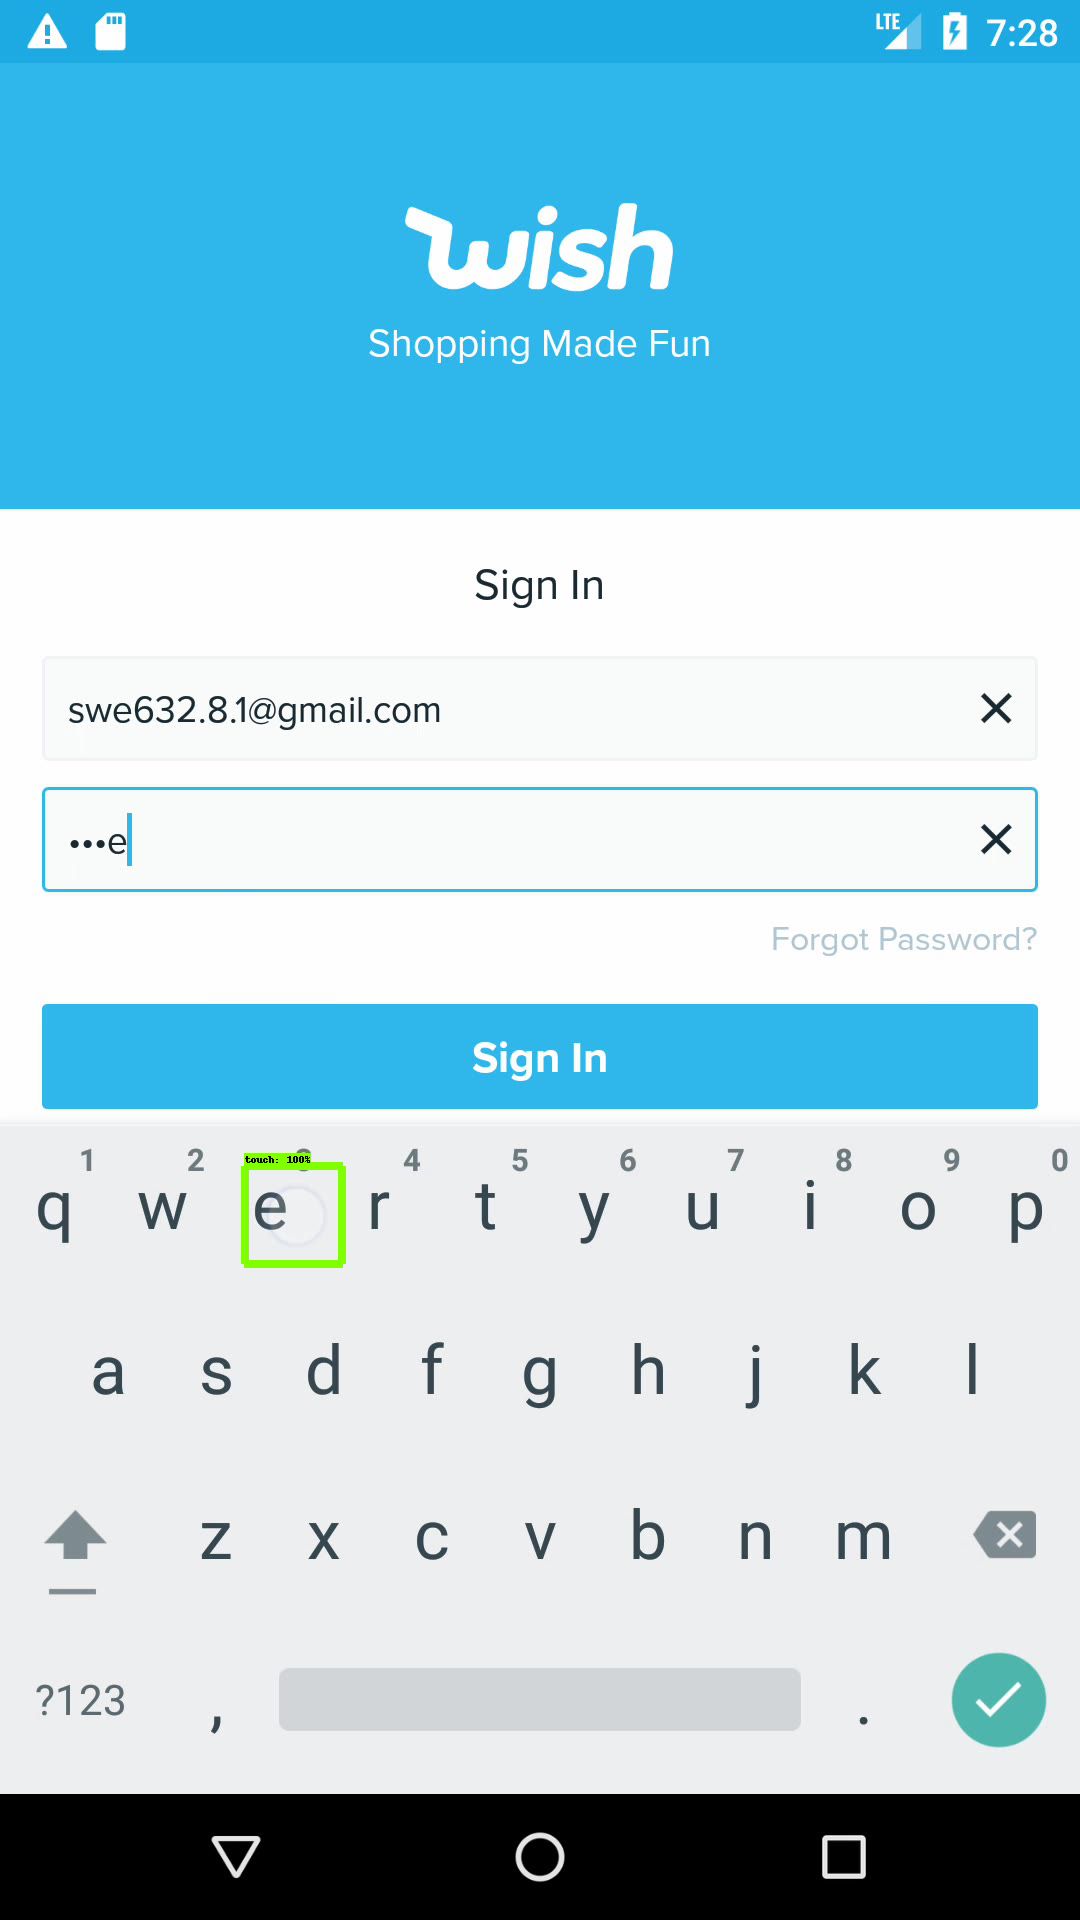 LTE 7:28
wish
Shopping Made Fun
Sign In
swe632.8.1@gmail.com
•••e
Forgot Password?
Sign In
1 2 3 4 5 6 7 8 9 0
touch: 100%
q w e r t y u i o p
a s d f g h j k l
z x c v b n m
?123 , .